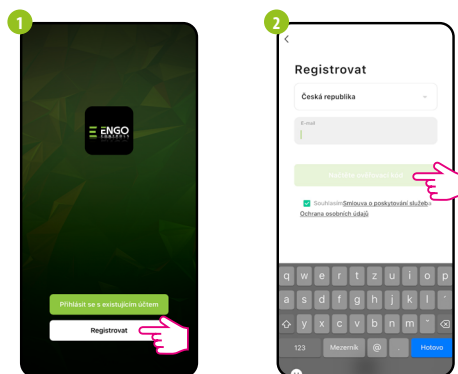 1
ENGO
CONTROLS
Přihlásit se s existujícím účtem
Registrovat
2
Registrovat
Česká republika
E-mail
Souhlasím Smlouva o poskytování služeb a
Ochrana osobních údajů
q w e r t z u i o p
a s d f g h j k l
y x c v b n m
123 Mezerník @ . Hotovo